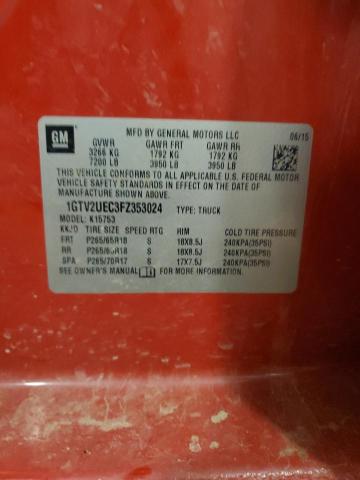 GM
MFD BY GENERAL MOTORS LLC
06/15
GVWR GAWR FRT GAWR RR
3266 KG 1792 KG 1792 KG
7200 LB 3950 LB 3950 LB
THIS VEHICLE CONFORMS TO ALL APPLICABLE U.S. FEDERAL MOTOR
VEHICLE SAFETY STANDARDS IN EFFECT ON THE DATE OF
MANUFACTURE SHOWN ABOVE.
1GTV2UEC3FZ353024 TYPE: TRUCK
MODEL: K15753
TIRE SIZE SPEED RTG RIM COLD TIRE PRESSURE
FRT P265/65R18 S 18X8.5J 240KPA(35PSI)
RR P265/65R18 S 18X8.5J 240KPA(35PSI)
SPA P265/70R17 S 17X7.5J 240KPA(35PSI)
SEE OWNER'S MANUAL FOR ADDITIONAL INFORMATION